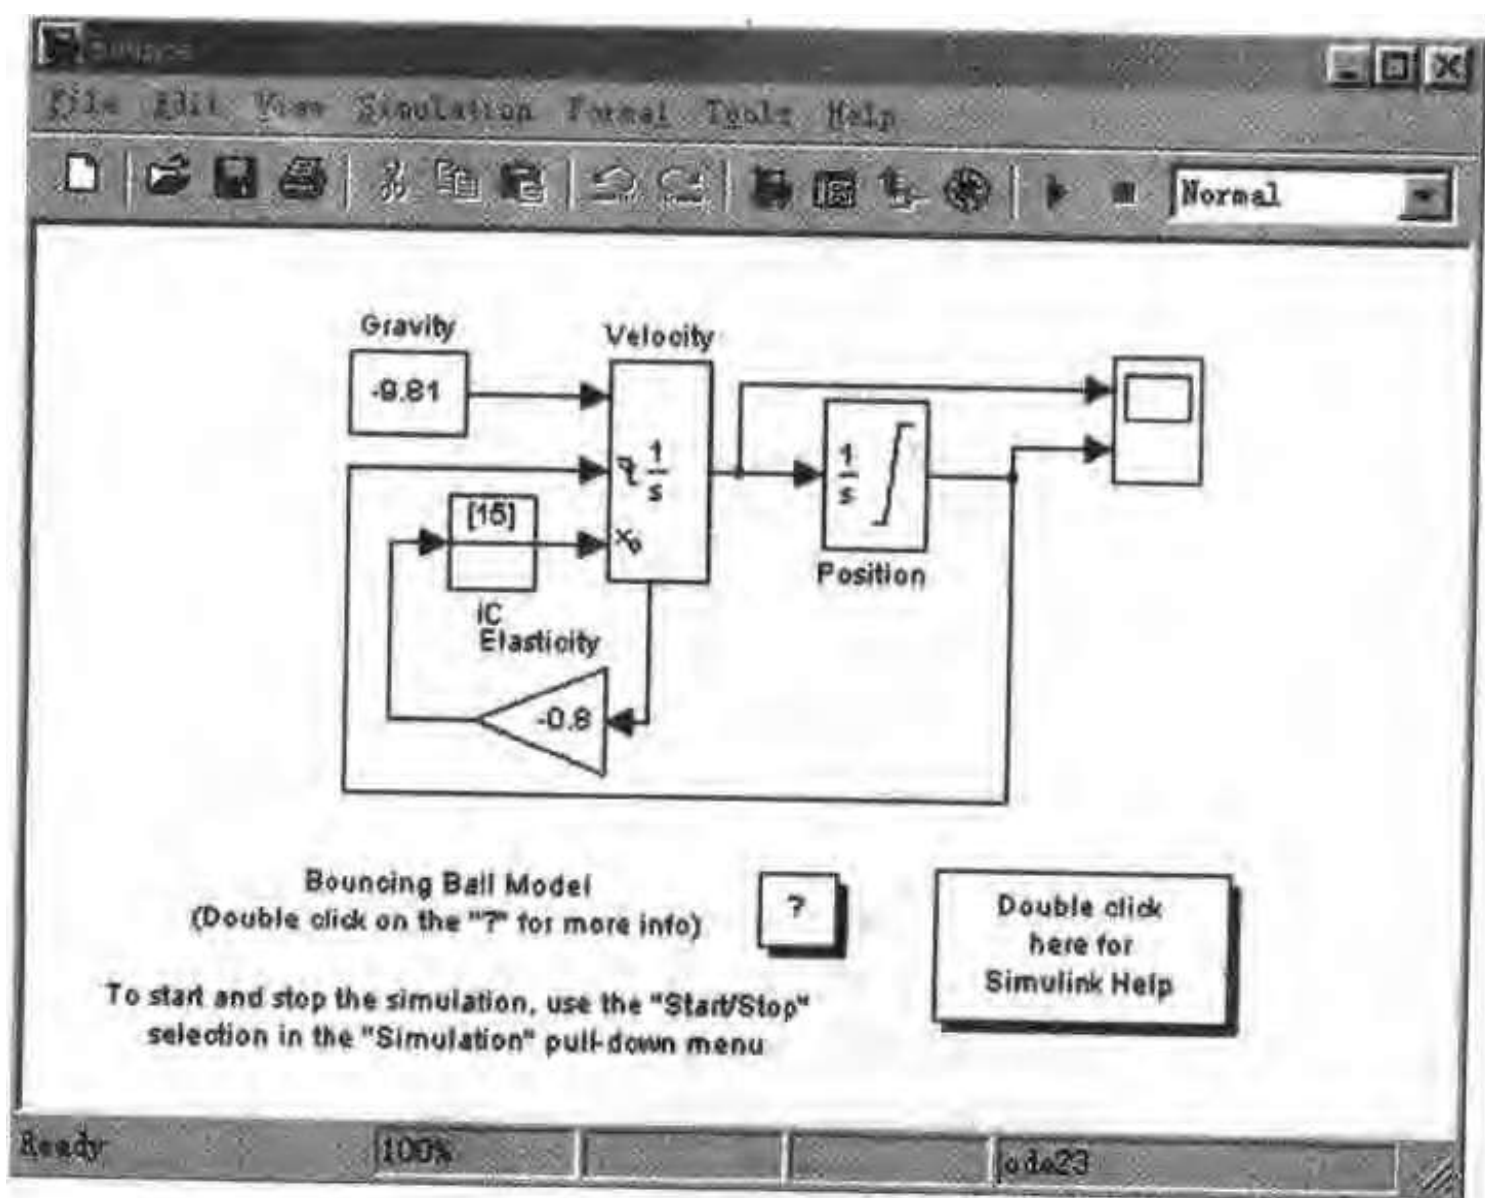 Bounce
File Edit View Simulation Format Tools Help
Normal
Gravity
-9.81
Velocity
1
s
x₀
[15]
IC
Elasticity
-0.8
1
s
Position
Bouncing Ball Model
(Double click on the "?" for more info)
?
Double click
here for
Simulink Help
To start and stop the simulation, use the "Start/Stop"
selection in the "Simulation" pull-down menu
Ready 100% ode23